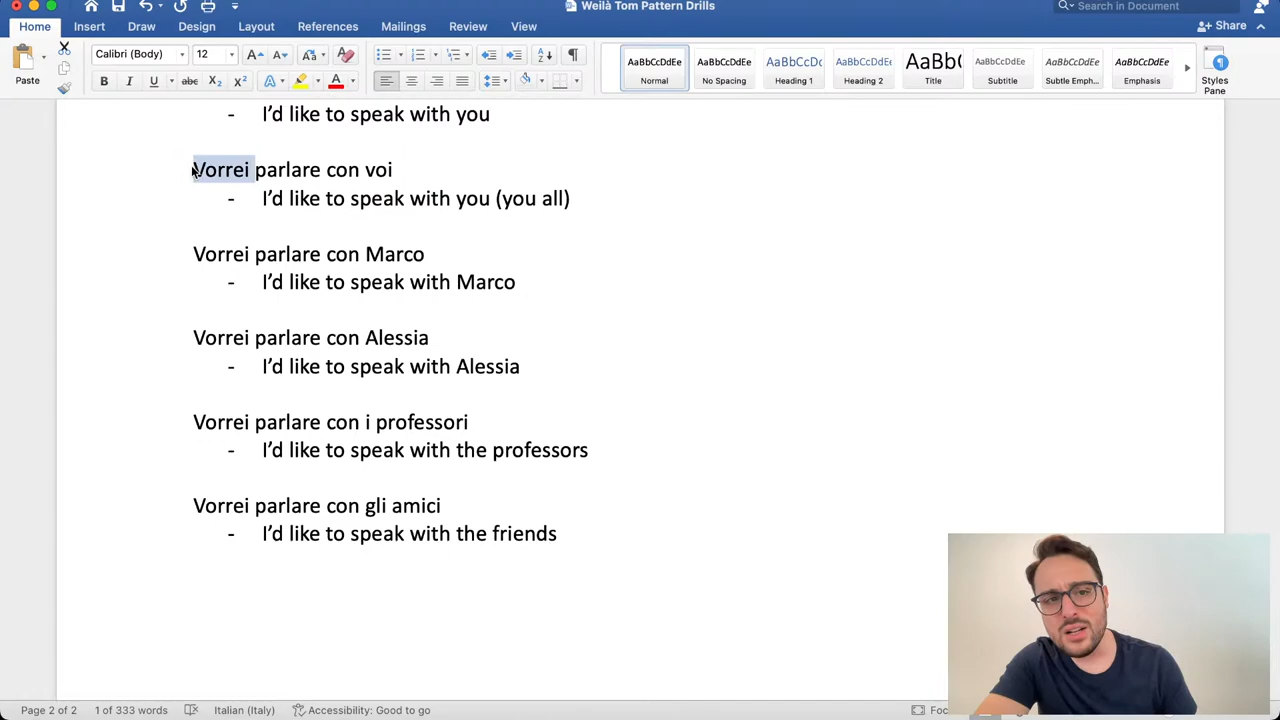 Weilà Tom Pattern Drills
Search in Document
Home Insert Draw Design Layout References Mailings Review View
Share
Paste
Calibri (Body) 12
AaBbCcDdEe AaBbCcDdEe AaBbCcDc AaBbCcDdEe AaBb( AaBbCcDdEe AaBbCcDdEe AaBbCcDdEe
Normal No Spacing Heading 1 Heading 2 Title Subtitle Subtle Emph... Emphasis
Styles
Pane
- I’d like to speak with you
Vorrei parlare con voi
- I’d like to speak with you (you all)
Vorrei parlare con Marco
- I’d like to speak with Marco
Vorrei parlare con Alessia
- I’d like to speak with Alessia
Vorrei parlare con i professori
- I’d like to speak with the professors
Vorrei parlare con gli amici
- I’d like to speak with the friends
Page 2 of 2 1 of 333 words Italian (Italy) Accessibility: Good to go